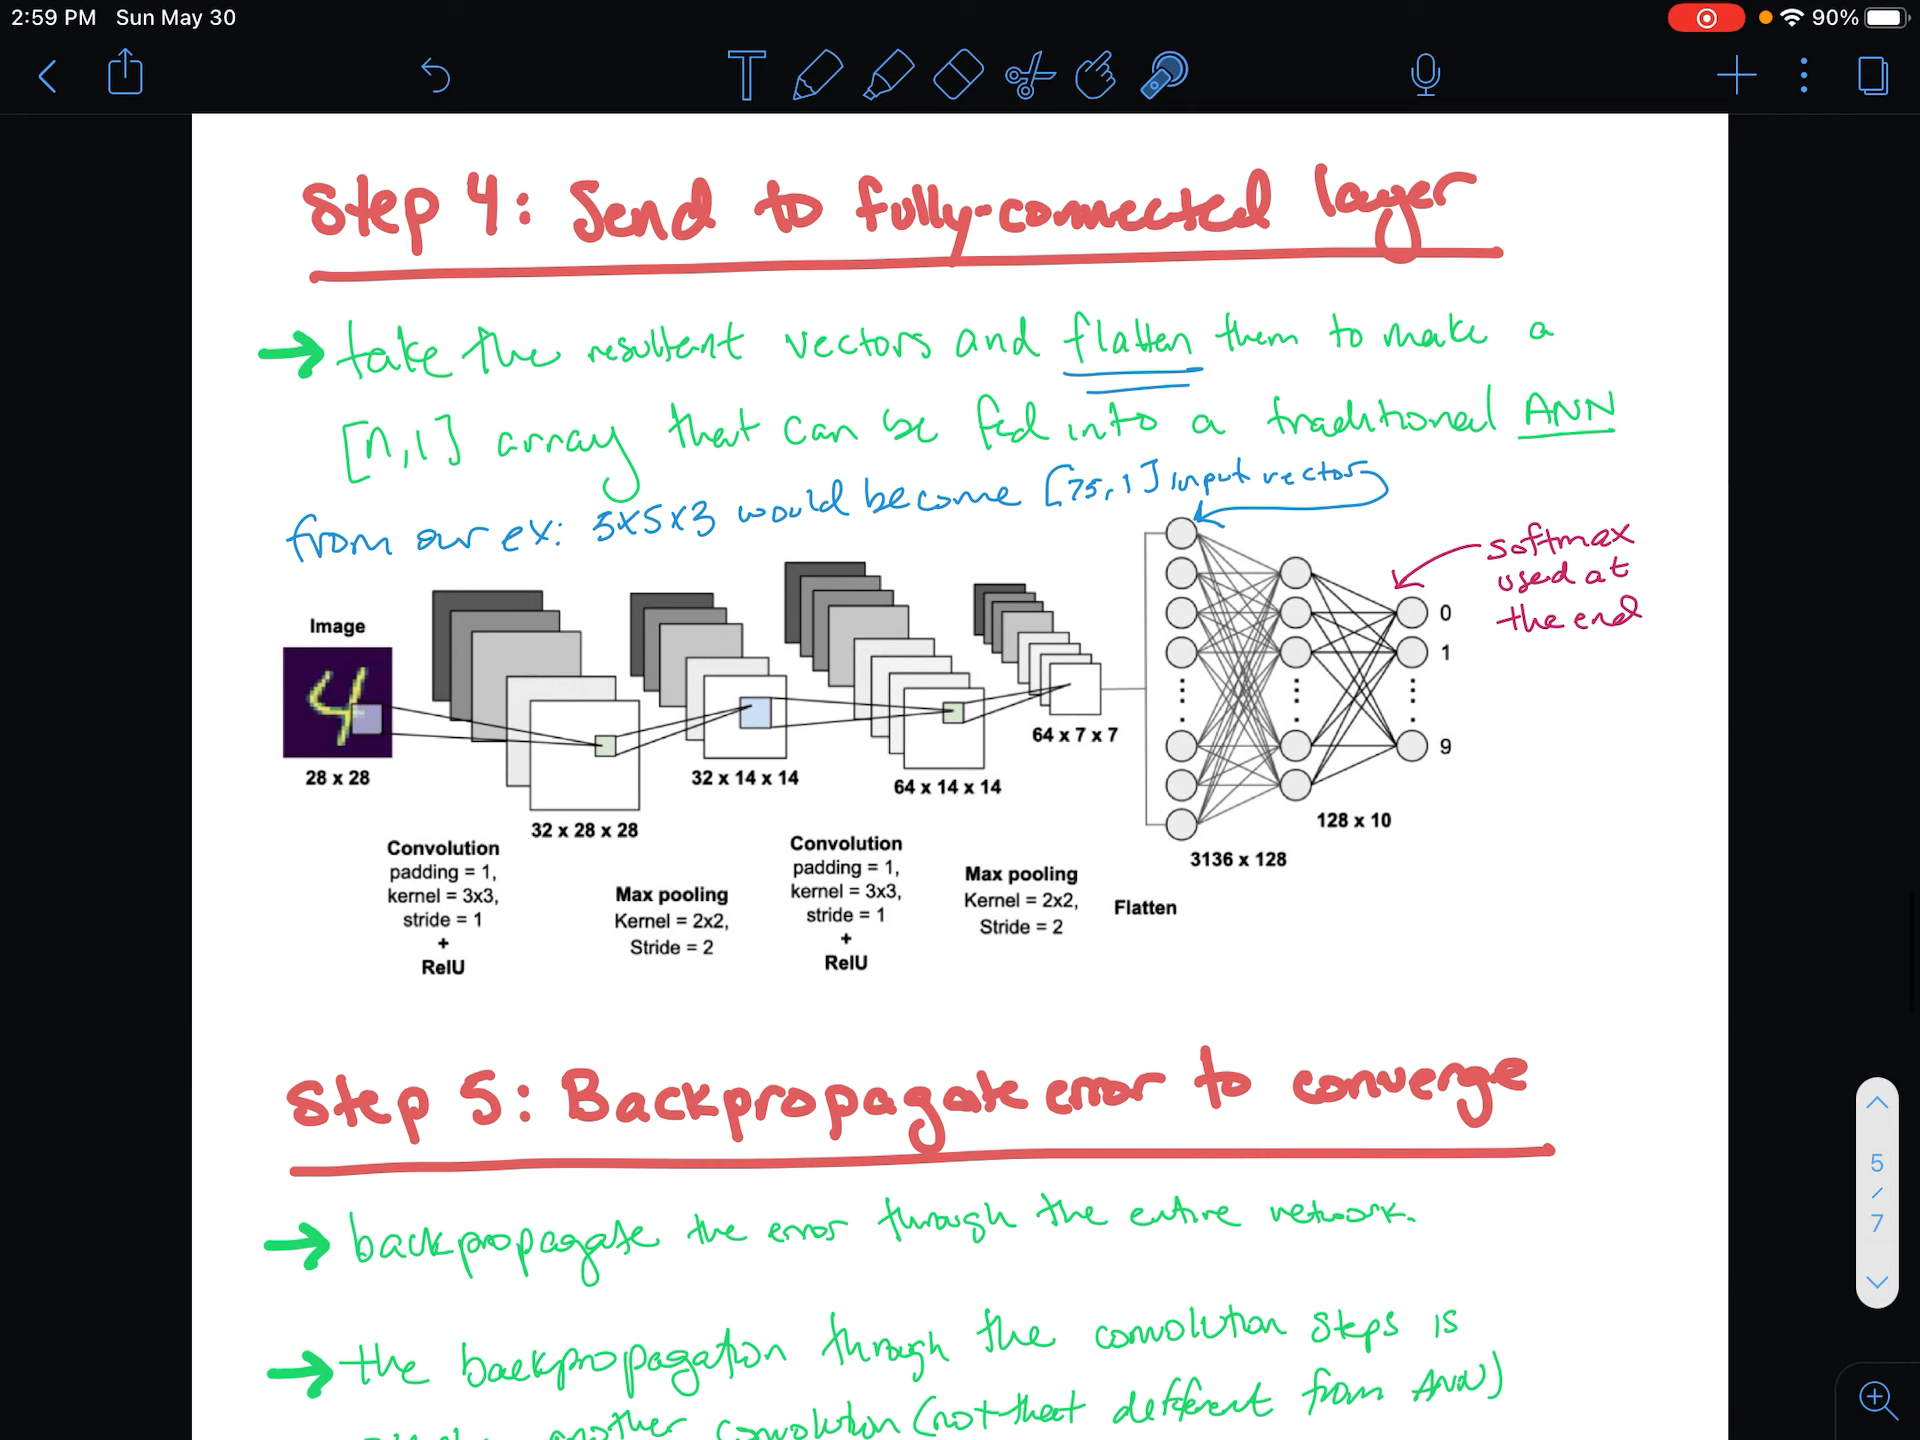 2:59 PM Sun May 30
90%
Step 4: Send to fully-connected layer
→ take the resultant vectors and flatten them to make a
[n,1] array that can be fed into a traditional ANN
from our ex: 5x5x3 would become [75,1] input vector
softmax
used at
the end
Image
28 x 28
32 x 28 x 28
32 x 14 x 14
64 x 14 x 14
64 x 7 x 7
0
1
9
3136 x 128
128 x 10
Convolution
padding = 1,
kernel = 3x3,
stride = 1
+
RelU
Max pooling
Kernel = 2x2,
Stride = 2
Convolution
padding = 1,
kernel = 3x3,
stride = 1
+
RelU
Max pooling
Kernel = 2x2,
Stride = 2
Flatten
Step 5: Backpropagate error to converge
→ backpropagate the error through the entire network.
→ the backpropagation through the convolution steps is
another convolution (not that different from ANN)
5
/
7